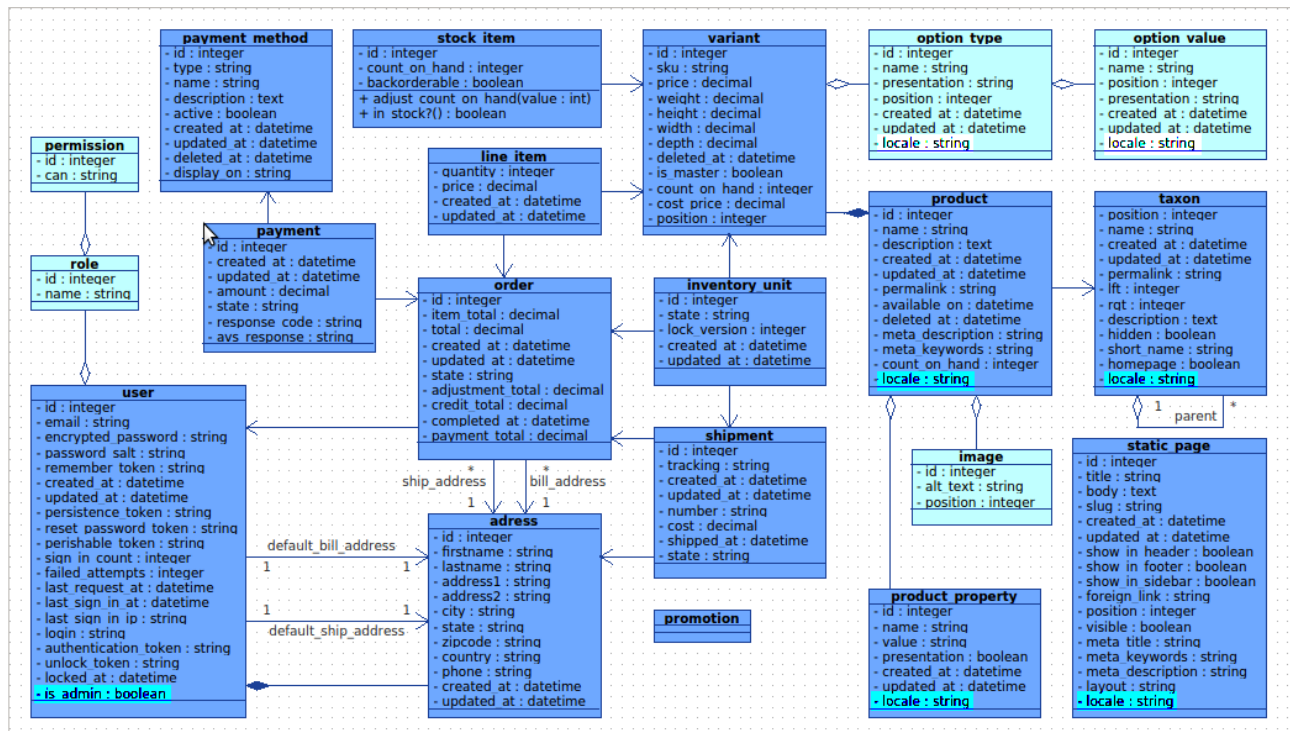 payment_method
- id : integer
- type : string
- name : string
- description : text
- active : boolean
- created_at : datetime
- updated_at : datetime
- deleted_at : datetime
- display_on : string
stock_item
- id : integer
- count_on_hand : integer
- backorderable : boolean
+ adjust_count_on_hand(value : int)
+ in_stock?() : boolean
variant
- id : integer
- sku : string
- price : decimal
- weight : decimal
- height : decimal
- width : decimal
- depth : decimal
- deleted_at : datetime
- is_master : boolean
- count_on_hand : integer
- cost_price : decimal
- position : integer
option_type
- id : integer
- name : string
- presentation : string
- position : integer
- created_at : datetime
- updated_at : datetime
- locale : string
option_value
- id : integer
- name : string
- position : integer
- presentation : string
- created_at : datetime
- updated_at : datetime
- locale : string
permission
- id : integer
- can : string
line_item
- quantity : integer
- price : decimal
- created_at : datetime
- updated_at : datetime
product
- id : integer
- name : string
- description : text
- created_at : datetime
- updated_at : datetime
- permalink : string
- available_on : datetime
- deleted_at : datetime
- meta_description : string
- meta_keywords : string
- count_on_hand : integer
- locale : string
taxon
- position : integer
- name : string
- created_at : datetime
- updated_at : datetime
- permalink : string
- lft : integer
- rgt : integer
- description : text
- hidden : boolean
- short_name : string
- homepage : boolean
- locale : string
1
parent
*
payment
- id : integer
- created_at : datetime
- updated_at : datetime
- amount : decimal
- state : string
- response_code : string
- avs_response : string
role
- id : integer
- name : string
order
- id : integer
- item_total : decimal
- total : decimal
- created_at : datetime
- updated_at : datetime
- state : string
- adjustment_total : decimal
- credit_total : decimal
- completed_at : datetime
- payment_total : decimal
inventory_unit
- id : integer
- state : string
- lock_version : integer
- created_at : datetime
- updated_at : datetime
user
- id : integer
- email : string
- encrypted_password : string
- password_salt : string
- remember_token : string
- created_at : datetime
- updated_at : datetime
- persistence_token : string
- reset_password_token : string
- perishable_token : string
- sign_in_count : integer
- failed_attempts : integer
- last_request_at : datetime
- last_sign_in_at : datetime
- last_sign_in_ip : string
- login : string
- authentication_token : string
- unlock_token : string
- locked_at : datetime
- is_admin : boolean
*
ship_address
1
*
bill_address
1
default_bill_address
1
1
1
1
default_ship_address
adress
- id : integer
- firstname : string
- lastname : string
- address1 : string
- address2 : string
- city : string
- state : string
- zipcode : string
- country : string
- phone : string
- created_at : datetime
- updated_at : datetime
shipment
- id : integer
- tracking : string
- created_at : datetime
- updated_at : datetime
- number : string
- cost : decimal
- shipped_at : datetime
- state : string
promotion
image
- id : integer
- alt_text : string
- position : integer
product_property
- id : integer
- name : string
- value : string
- presentation : boolean
- created_at : datetime
- updated_at : datetime
- locale : string
static_page
- id : integer
- title : string
- body : text
- slug : string
- created_at : datetime
- updated_at : datetime
- show_in_header : boolean
- show_in_footer : boolean
- show_in_sidebar : boolean
- foreign_link : string
- position : integer
- visible : boolean
- meta_title : string
- meta_keywords : string
- meta_description : string
- layout : string
- locale : string